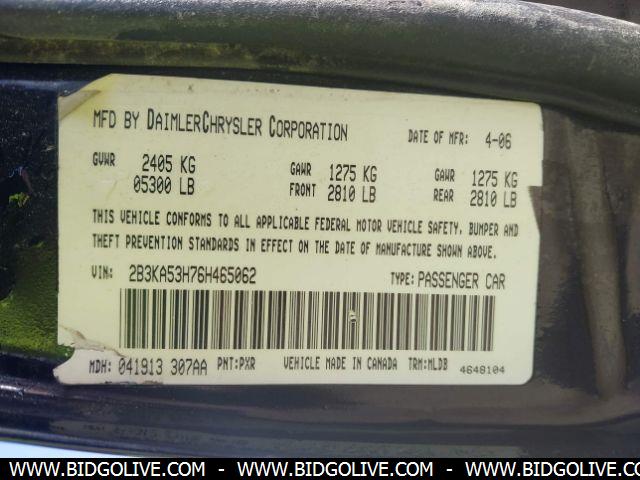 MFD BY DAIMLERCHRYSLER CORPORATION DATE OF MFR: 4-06
GVWR 2405 KG GAWR 1275 KG GAWR 1275 KG
05300 LB FRONT 2810 LB REAR 2810 LB
THIS VEHICLE CONFORMS TO ALL APPLICABLE FEDERAL MOTOR VEHICLE SAFETY, BUMPER AND
THEFT PREVENTION STANDARDS IN EFFECT ON THE DATE OF MANUFACTURE SHOWN ABOVE.
VIN: 2B3KA53H76H465062 TYPE: PASSENGER CAR
MDH: 041913 307AA PNT: PXR VEHICLE MADE IN CANADA TRM: MLDB 4648104
WWW.BIDGOLIVE.COM - WWW.BIDGOLIVE.COM - WWW.BIDGOLIVE.COM